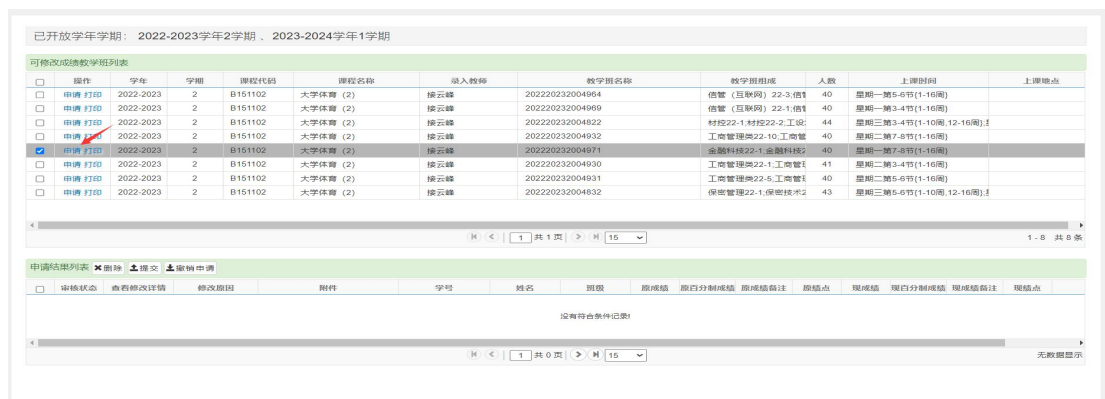 已开放学年学期: 2022-2023学年2学期 、2023-2024学年1学期
可修改成绩教学班列表
操作 学年 学期 课程代码 课程名称 录入教师 教学班名称 教学班组成 人数 上课时间 上课地点
申请 打印 2022-2023 2 B151102 大学体育 (2) 接云峰 202220232004964 信管 (互联网) 22-3;信管 40 星期一第5-6节{1-16周}
申请 打印 2022-2023 2 B151102 大学体育 (2) 接云峰 202220232004969 信管 (互联网) 22-1;信管 40 星期一第3-4节{1-16周}
申请 打印 2022-2023 2 B151102 大学体育 (2) 接云峰 202220232004822 材控22-1;材控22-2;工设 44 星期三第3-4节{1-10周,12-16周};
申请 打印 2022-2023 2 B151102 大学体育 (2) 接云峰 202220232004932 工商管理类22-10;工商管 40 星期二第7-8节{1-16周}
申请 打印 2022-2023 2 B151102 大学体育 (2) 接云峰 202220232004971 金融科技22-1;金融科技2 40 星期一第7-8节{1-16周}
申请 打印 2022-2023 2 B151102 大学体育 (2) 接云峰 202220232004930 工商管理类22-1;工商管理 41 星期二第3-4节{1-16周}
申请 打印 2022-2023 2 B151102 大学体育 (2) 接云峰 202220232004931 工商管理类22-5;工商管理 40 星期二第5-6节{1-16周}
申请 打印 2022-2023 2 B151102 大学体育 (2) 接云峰 202220232004832 保密管理22-1;保密技术2 43 星期三第5-6节{1-10周,12-16周};
1 共1页 15 1 - 8 共8条
申请结果列表 删除 提交 撤销申请
审核状态 查看修改详情 修改原因 附件 学号 姓名 班级 原成绩 原百分制成绩 原成绩备注 原绩点 现成绩 现百分制成绩 现成绩备注 现绩点
没有符合条件记录!
1 共0页 15 无数据显示